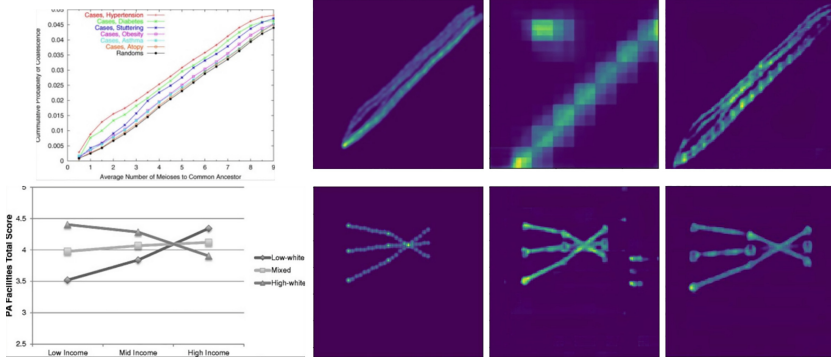 0.05
0.045
0.04
0.035
0.03
0.025
0.02
0.015
0.01
0.005
0
Cummulative Probability of Coalescence
Cases, Hypertension
Cases, Diabetes
Cases, Stuttering
Cases, Obesity
Cases, Asthma
Cases, Atopy
Randoms
0 1 2 3 4 5 6 7 8 9
Average Number of Meioses to Common Ancestor
5
4.5
4
3.5
3
2.5
PA Facilities Total Score
Low-white
Mixed
High-white
Low Income Mid Income High Income